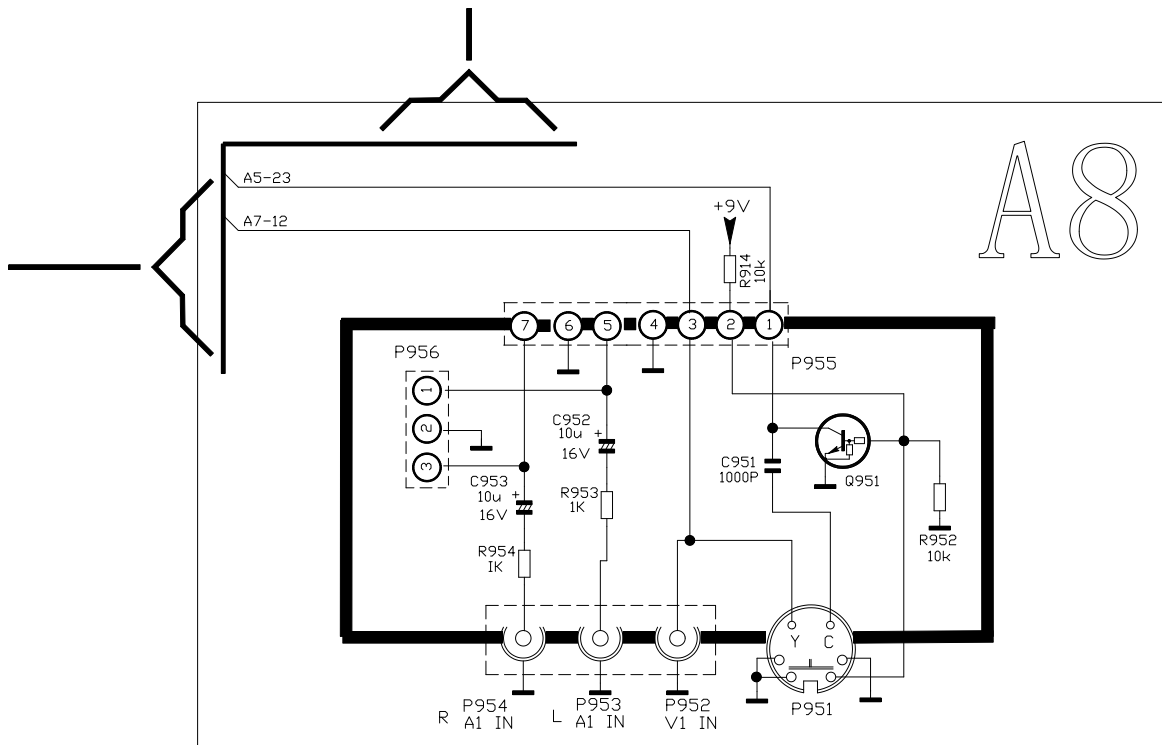 A8
A5-23
A7-12
+9V
R914
10k
7
6
5
4
3
2
1
P955
P956
1
2
3
C952
10u +
16V
C953
10u +
16V
R953
1K
R954
IK
C951
1000P
Q951
R952
10k
Y C
P951
R P954
A1 IN
L P953
A1 IN
P952
V1 IN